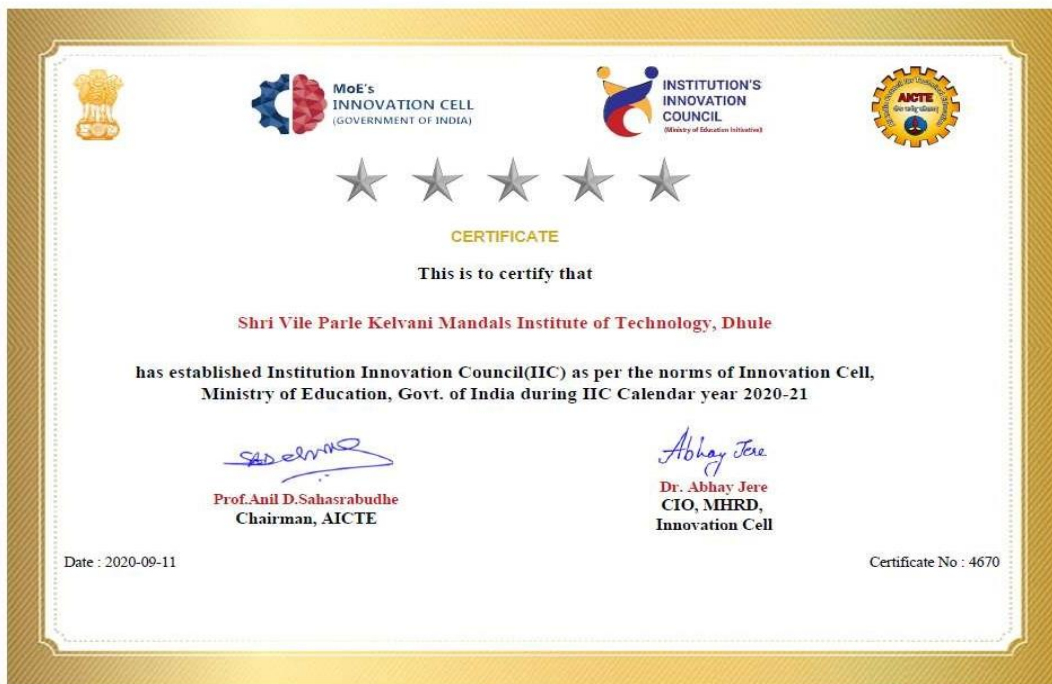 MoE's
INNOVATION CELL
(GOVERNMENT OF INDIA)
INSTITUTION'S
INNOVATION
COUNCIL
(Ministry of Education Initiative)
AICTE
CERTIFICATE
This is to certify that
Shri Vile Parle Kelvani Mandals Institute of Technology, Dhule
has established Institution Innovation Council(IIC) as per the norms of Innovation Cell,
Ministry of Education, Govt. of India during IIC Calendar year 2020-21
Abhay Jere
Prof.Anil D.Sahasrabudhe
Chairman, AICTE
Dr. Abhay Jere
CIO, MHRD,
Innovation Cell
Date : 2020-09-11
Certificate No : 4670